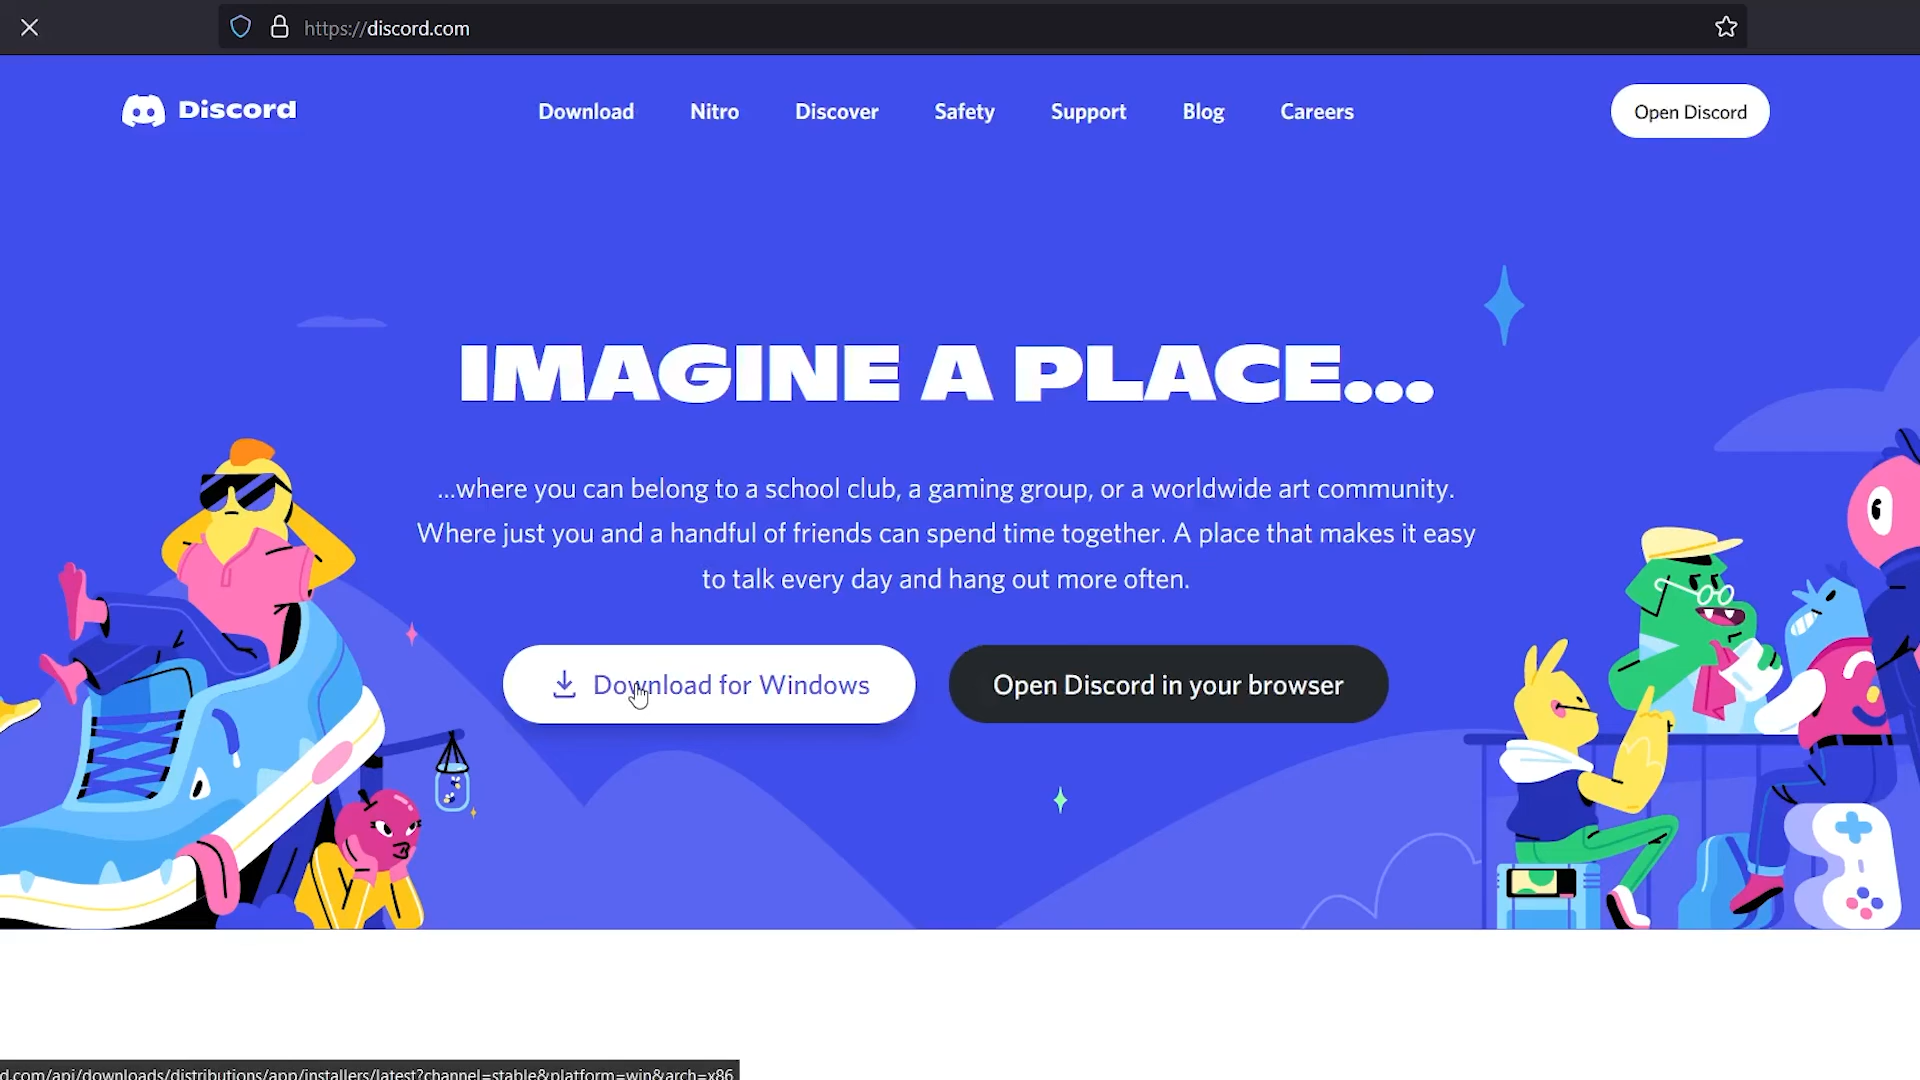 https://discord.com
Discord
Download
Nitro
Discover
Safety
Support
Blog
Careers
Open Discord
IMAGINE A PLACE...
...where you can belong to a school club, a gaming group, or a worldwide art community.
Where just you and a handful of friends can spend time together. A place that makes it easy
to talk every day and hang out more often.
Download for Windows
Open Discord in your browser
d.com/api/downloads/distributions/app/installers/latest?channel=stable&platform=win&arch=x86